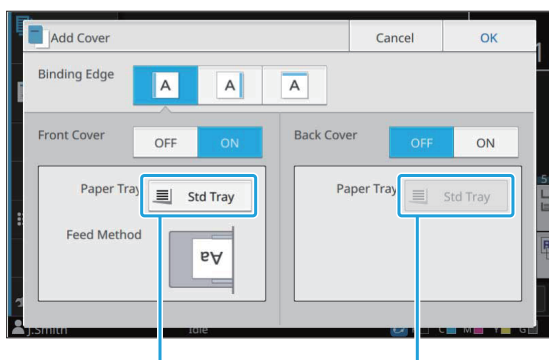 Add Cover Cancel OK
Binding Edge A A A
Front Cover OFF ON Back Cover OFF ON
Paper Tray Std Tray Paper Tray Std Tray
Feed Method Aa
J.Smith Idle C M Y G